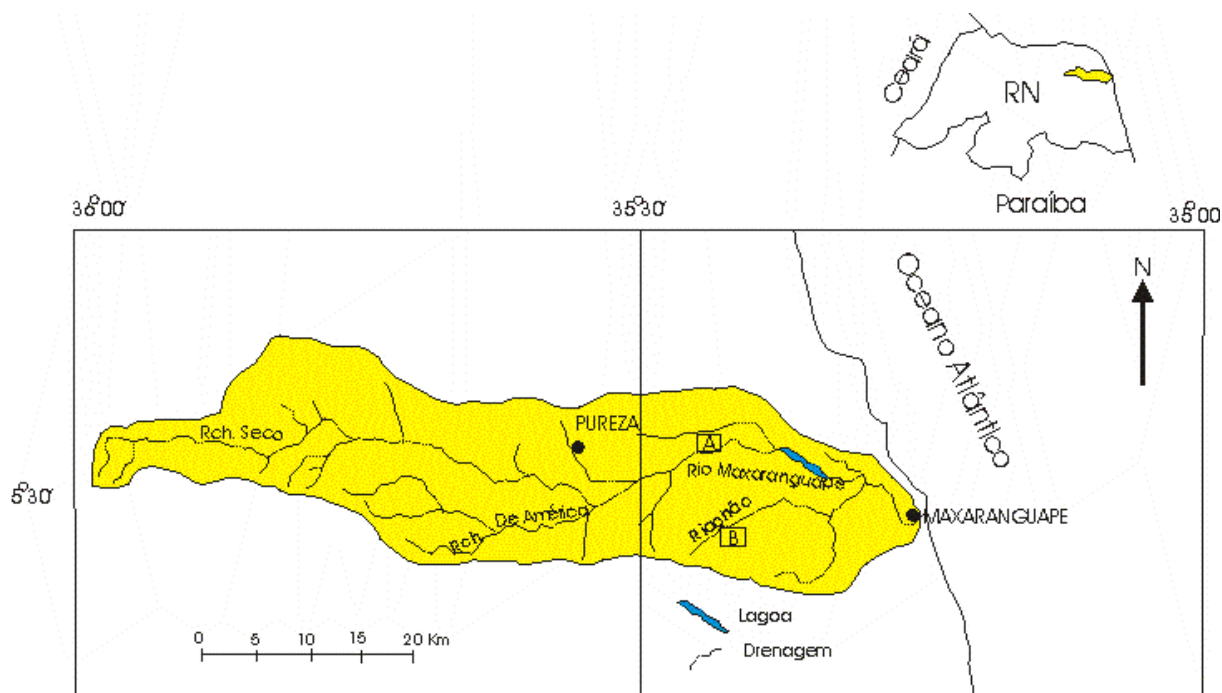 Ceará
RN
Paraíba
36°00'
35°30'
35°00'
N
Oceano Atlântico
PUREZA
Rch. Seco
A
Rio Maxaranguape
5°30'
De América
Rch.
Riachão
B
MAXARANGUAPE
Lagoa
0 5 10 15 20 Km
Drenagem